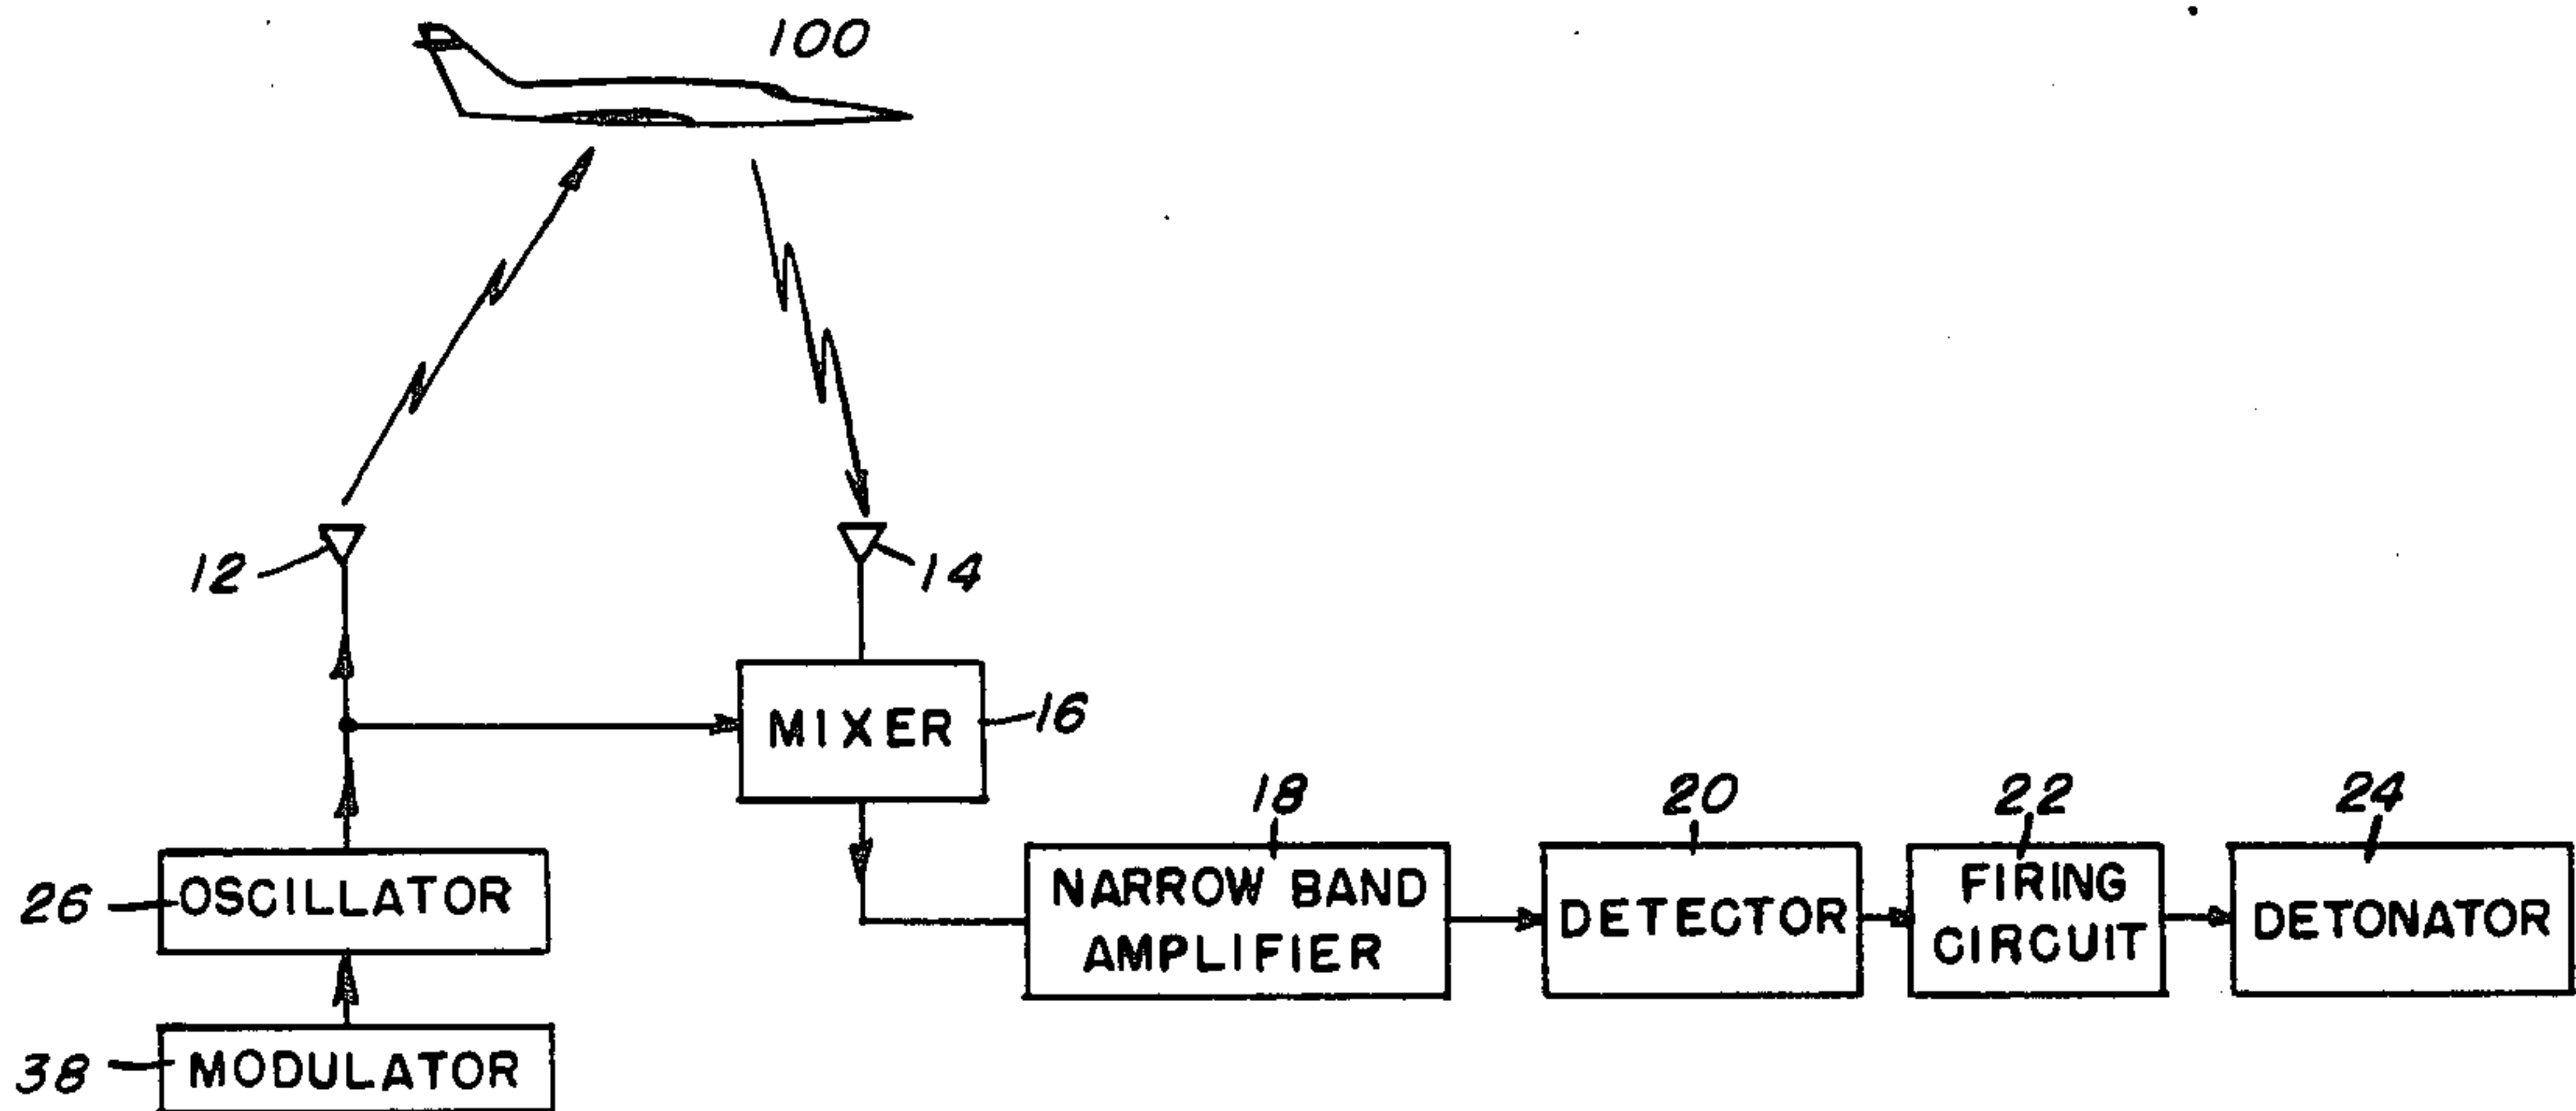 100
12
14
MIXER
16
18
20
22
24
26
OSCILLATOR
NARROW BAND
AMPLIFIER
DETECTOR
FIRING
CIRCUIT
DETONATOR
38
MODULATOR